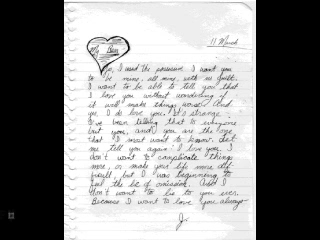 11 March
My Dear
So, I used the possessive. I want you
to be mine, all mine, with no guilt.
I want to be able to tell you that
I love you without wondering if
it will make things worse. And
yes, I do love you. It's strange -
I've been telling that to everyone
but you, and you are the one
that I most want to know. Let
me tell you again: I love you. I
don't want to complicate things
more, or make your life more dif-
ficult, but I was beginning to
feel the lie of omission. And I
don't want to lie to you ever.
Because I want to love you always.
J.